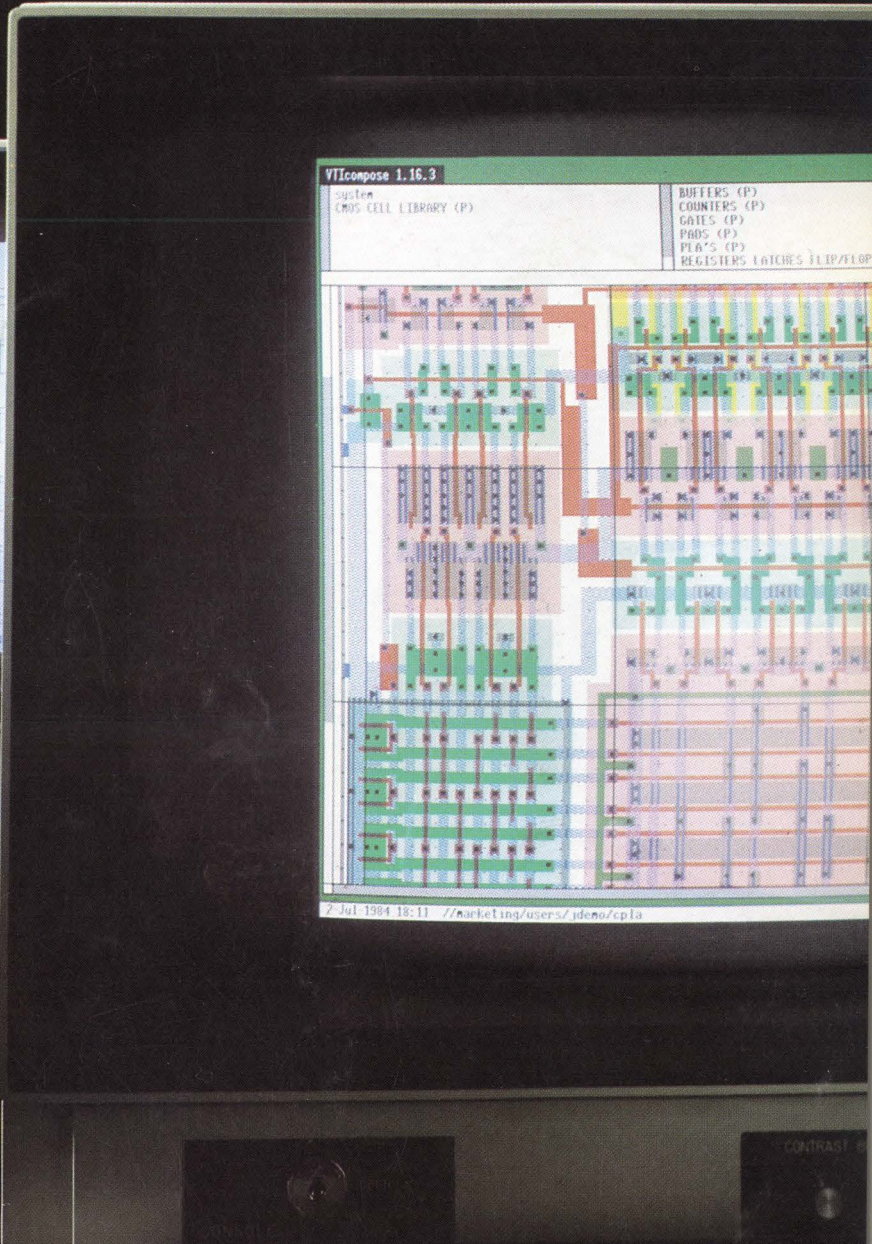 VTIcompose 1.16.3
system
CMOS CELL LIBRARY (P)
BUFFERS (P)
COUNTERS (P)
GATES (P)
PADS (P)
PLA'S (P)
REGISTERS LATCHES FLIP/FLOP
2-Jul-1984 18:11 //marketing/users/jdemo/cpla
CONTRAST